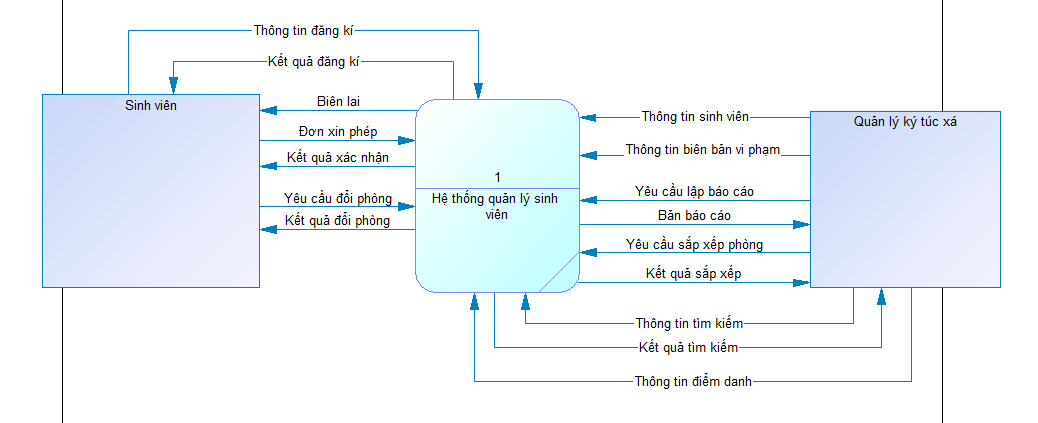 Thông tin đăng kí
Kết quả đăng kí
Sinh viên
Biên lai
Đơn xin phép
Kết quả xác nhận
Yêu cầu đổi phòng
Kết quả đổi phòng
1
Hệ thống quản lý sinh
viên
Thông tin sinh viên
Thông tin biên bản vi phạm
Yêu cầu lập báo cáo
Bản báo cáo
Yêu cầu sắp xếp phòng
Kết quả sắp xếp
Quản lý ký túc xá
Thông tin tìm kiếm
Kết quả tìm kiếm
Thông tin điểm danh